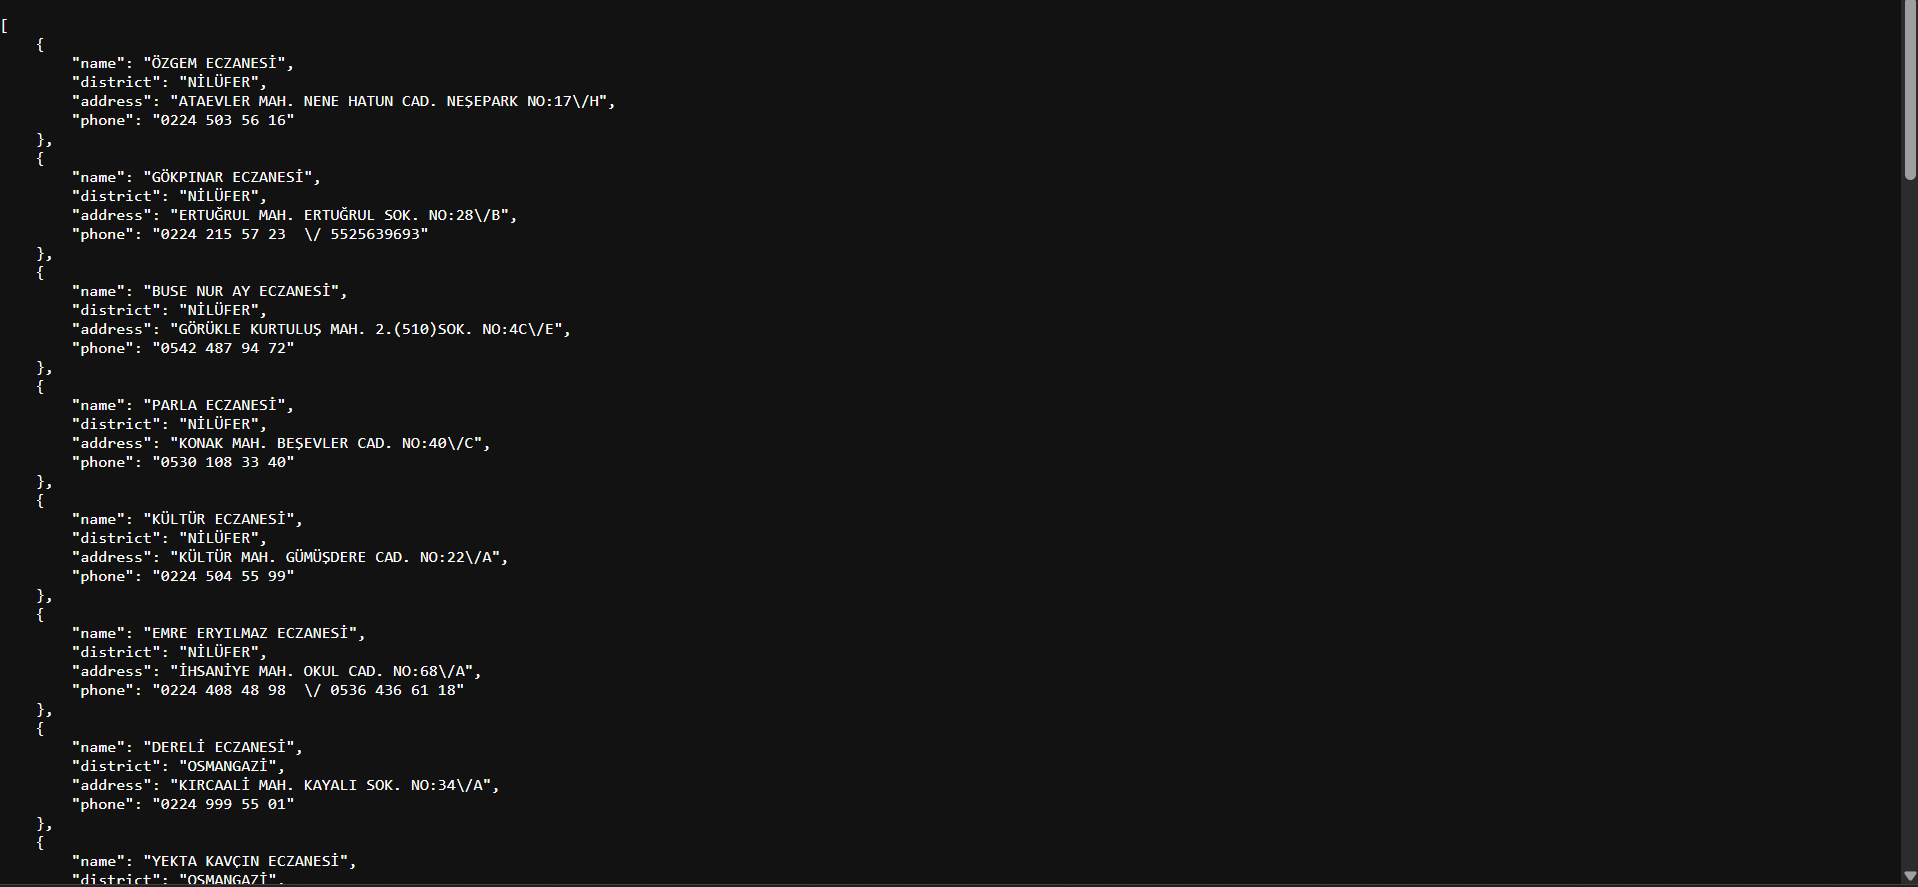 [
    {
        "name": "ÖZGEM ECZANESİ",
        "district": "NİLÜFER",
        "address": "ATAEVLER MAH. NENE HATUN CAD. NEŞEPARK NO:17\/H",
        "phone": "0224 503 56 16"
    },
    {
        "name": "GÖKPINAR ECZANESİ",
        "district": "NİLÜFER",
        "address": "ERTUĞRUL MAH. ERTUĞRUL SOK. NO:28\/B",
        "phone": "0224 215 57 23  \/ 5525639693"
    },
    {
        "name": "BUSE NUR AY ECZANESİ",
        "district": "NİLÜFER",
        "address": "GÖRÜKLE KURTULUŞ MAH. 2.(510)SOK. NO:4C\/E",
        "phone": "0542 487 94 72"
    },
    {
        "name": "PARLA ECZANESİ",
        "district": "NİLÜFER",
        "address": "KONAK MAH. BEŞEVLER CAD. NO:40\/C",
        "phone": "0530 108 33 40"
    },
    {
        "name": "KÜLTÜR ECZANESİ",
        "district": "NİLÜFER",
        "address": "KÜLTÜR MAH. GÜMÜŞDERE CAD. NO:22\/A",
        "phone": "0224 504 55 99"
    },
    {
        "name": "EMRE ERYILMAZ ECZANESİ",
        "district": "NİLÜFER",
        "address": "İHSANİYE MAH. OKUL CAD. NO:68\/A",
        "phone": "0224 408 48 98  \/ 0536 436 61 18"
    },
    {
        "name": "DERELİ ECZANESİ",
        "district": "OSMANGAZİ",
        "address": "KIRCAALİ MAH. KAYALI SOK. NO:34\/A",
        "phone": "0224 999 55 01"
    },
    {
        "name": "YEKTA KAVÇIN ECZANESİ",
        "district": "OSMANGAZİ",